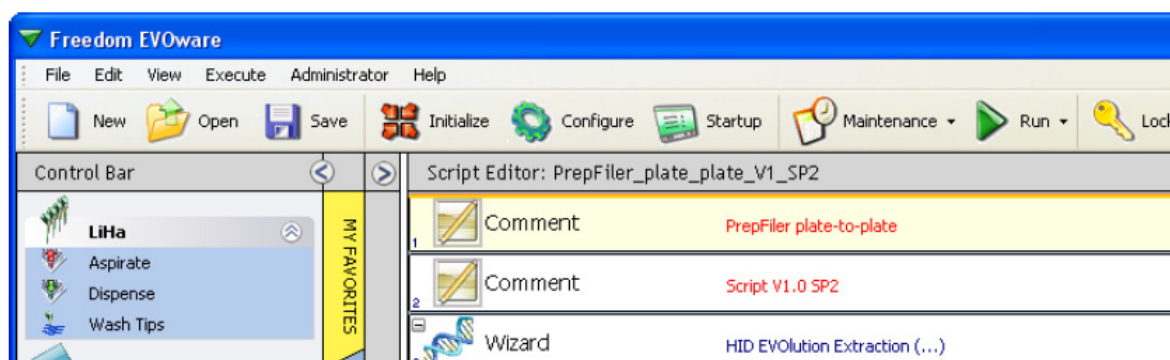 Freedom EVOware
File Edit View Execute Administrator Help
New Open Save Initialize Configure Startup Maintenance Run Lock
Control Bar
Script Editor: PrepFiler_plate_plate_V1_SP2
LiHa
Aspirate
Dispense
Wash Tips
MY FAVORITES
1 Comment PrepFiler plate-to-plate
2 Comment Script V1.0 SP2
Wizard HID EVOlution Extraction (...)